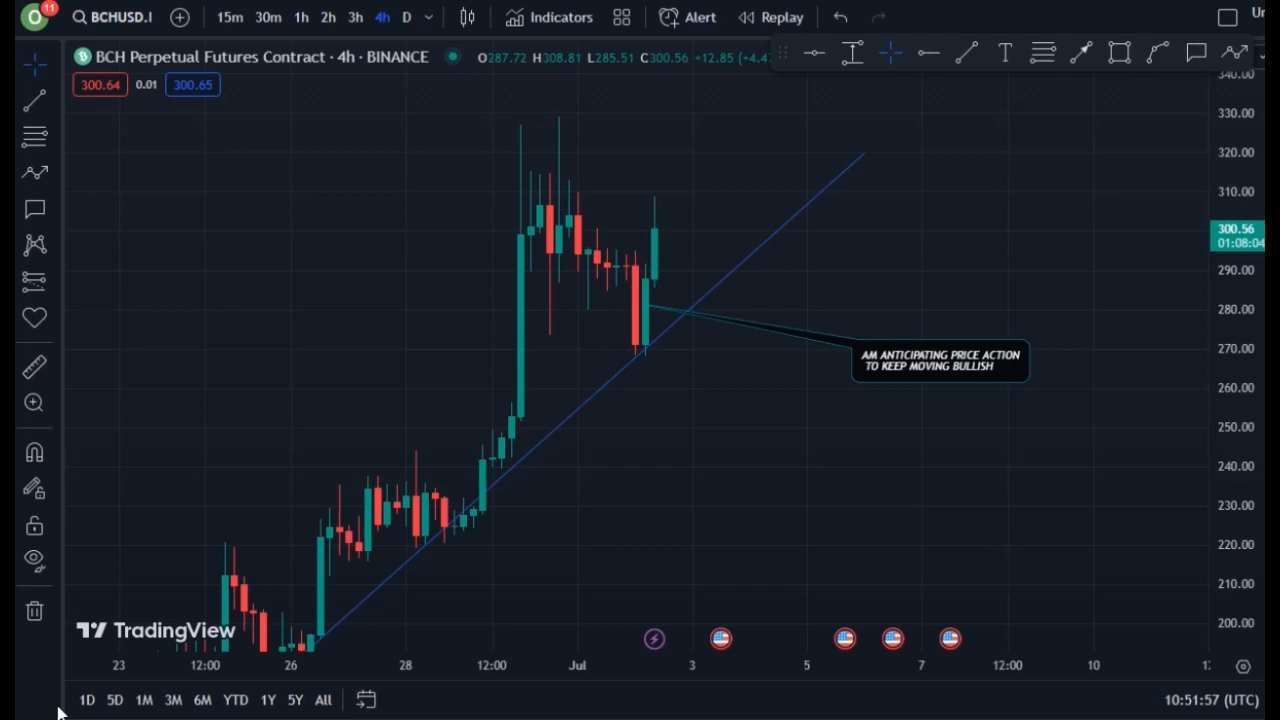 O 11 BCHUSD.I 15m 30m 1h 2h 3h 4h D Indicators Alert Replay
BCH Perpetual Futures Contract · 4h · BINANCE O287.72 H308.81 L285.51 C300.56 +12.85
300.64 0.01 300.65
T
340.00
330.00
320.00
310.00
300.56
01:08:04
290.00
280.00
270.00
260.00
250.00
240.00
230.00
220.00
210.00
200.00
AM ANTICIPATING PRICE ACTION
TO KEEP MOVING BULLISH
TradingView
23 12:00 26 28 12:00 Jul 3 5 7 12:00 10
1D 5D 1M 3M 6M YTD 1Y 5Y All 10:51:57 (UTC)